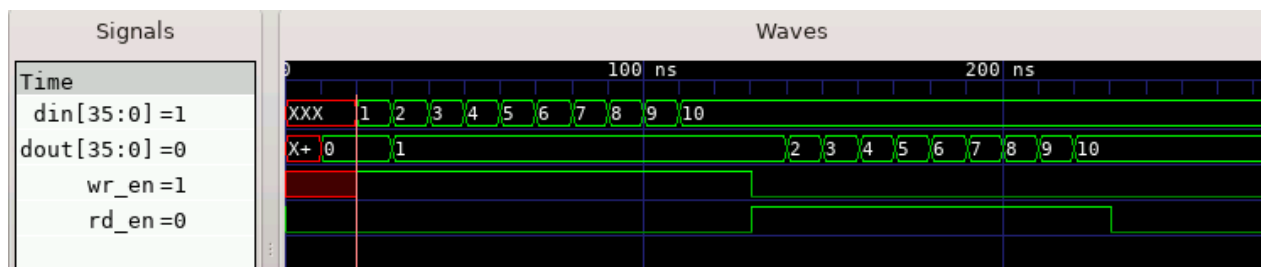 Signals Waves
Time 0 100 ns 200 ns
din[35:0] =1 XXX 1 2 3 4 5 6 7 8 9 10
dout[35:0] =0 X+ 0 1 2 3 4 5 6 7 8 9 10
wr_en =1
rd_en =0